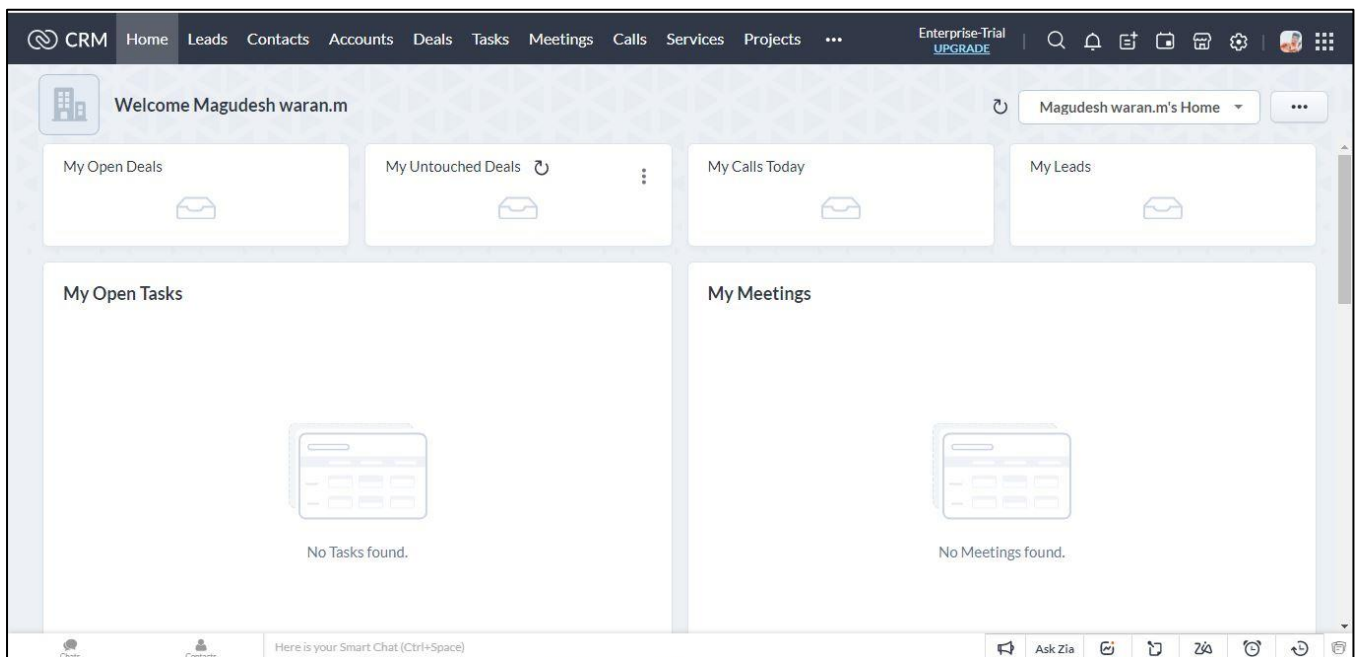 CRM Home Leads Contacts Accounts Deals Tasks Meetings Calls Services Projects ••• Enterprise-Trial
UPGRADE
Welcome Magudesh waran.m Magudesh waran.m's Home •••
My Open Deals My Untouched Deals My Calls Today My Leads
My Open Tasks My Meetings
No Tasks found. No Meetings found.
Chats Contacts Here is your Smart Chat (Ctrl+Space) Ask Zia